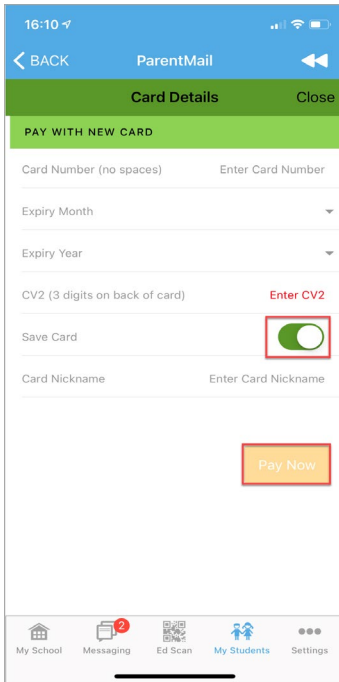 16:10
BACK ParentMail
Card Details Close
PAY WITH NEW CARD
Card Number (no spaces) Enter Card Number
Expiry Month
Expiry Year
CV2 (3 digits on back of card) Enter CV2
Save Card
Card Nickname Enter Card Nickname
Pay Now
2
My School Messaging Ed Scan My Students Settings